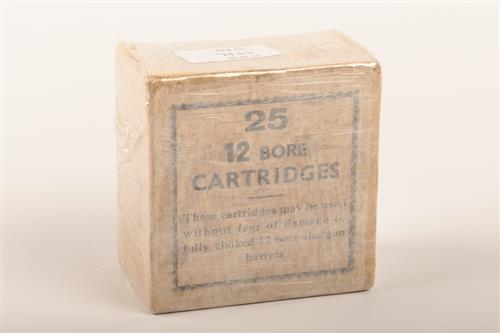 25
12 BORE
CARTRIDGES
These cartridges may be used
without fear of damage to
fully choked 12 bore shotgun
barrels